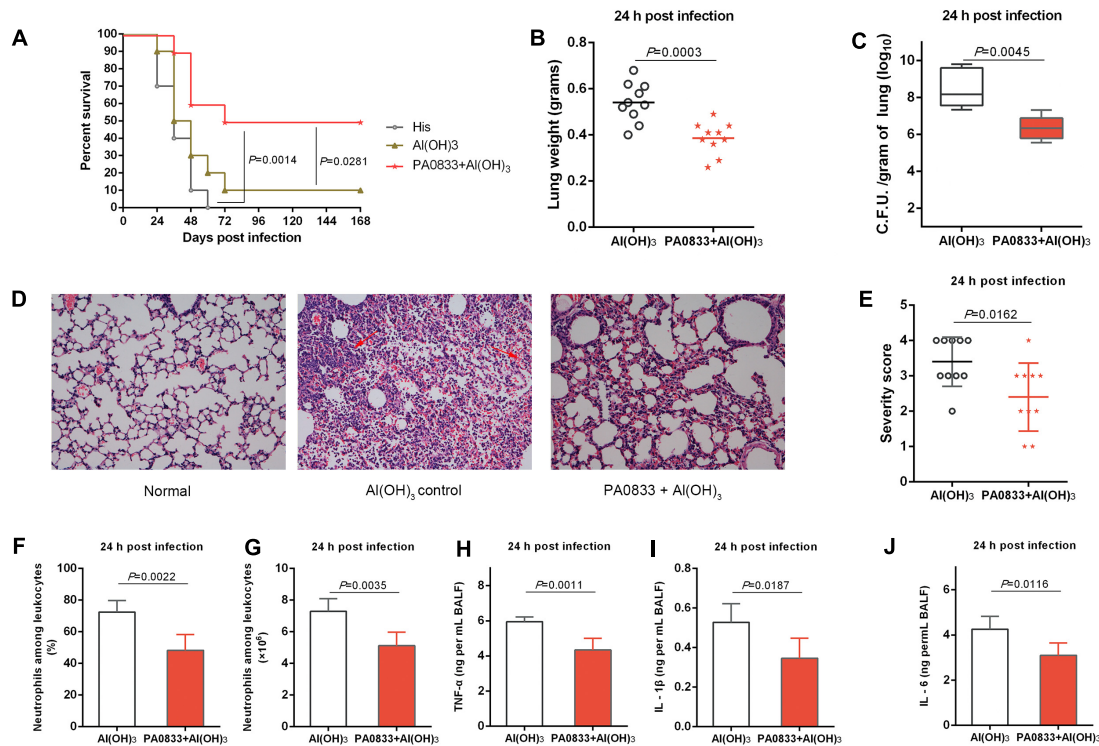 A
Percent survival
100
90
80
70
60
50
40
30
20
10
0
0 24 48 72 96 120 144 168
Days post infection
His
Al(OH)3
PA0833+Al(OH)₃
P=0.0014
P=0.0281
B
24 h post infection
P=0.0003
Lung weight (grams)
0.8
0.6
0.4
0.2
0.0
Al(OH)₃ PA0833+Al(OH)₃
C
24 h post infection
P=0.0045
C.F.U. /gram of lung (log₁₀)
10
8
6
4
2
Al(OH)₃ PA0833+Al(OH)₃
D
Normal
Al(OH)₃ control
PA0833 + Al(OH)₃
E
24 h post infection
P=0.0162
Severity score
5
4
3
2
1
0
Al(OH)₃ PA0833+Al(OH)₃
F
24 h post infection
P=0.0022
Neutrophils among leukocytes
(%)
100
80
60
40
20
0
Al(OH)₃ PA0833+Al(OH)₃
G
24 h post infection
P=0.0035
Neutrophils among leukocytes
(×10⁶)
8
6
4
2
0
Al(OH)₃ PA0833+Al(OH)₃
H
24 h post infection
P=0.0011
TNF-α (ng per mL BALF)
8
6
4
2
0
Al(OH)₃ PA0833+Al(OH)₃
I
24 h post infection
P=0.0187
IL - 1β (ng per mL BALF)
0.8
0.6
0.4
0.2
0.0
Al(OH)₃ PA0833+Al(OH)₃
J
24 h post infection
P=0.0116
IL - 6 (ng permL BALF)
6
4
2
0
Al(OH)₃ PA0833+Al(OH)₃